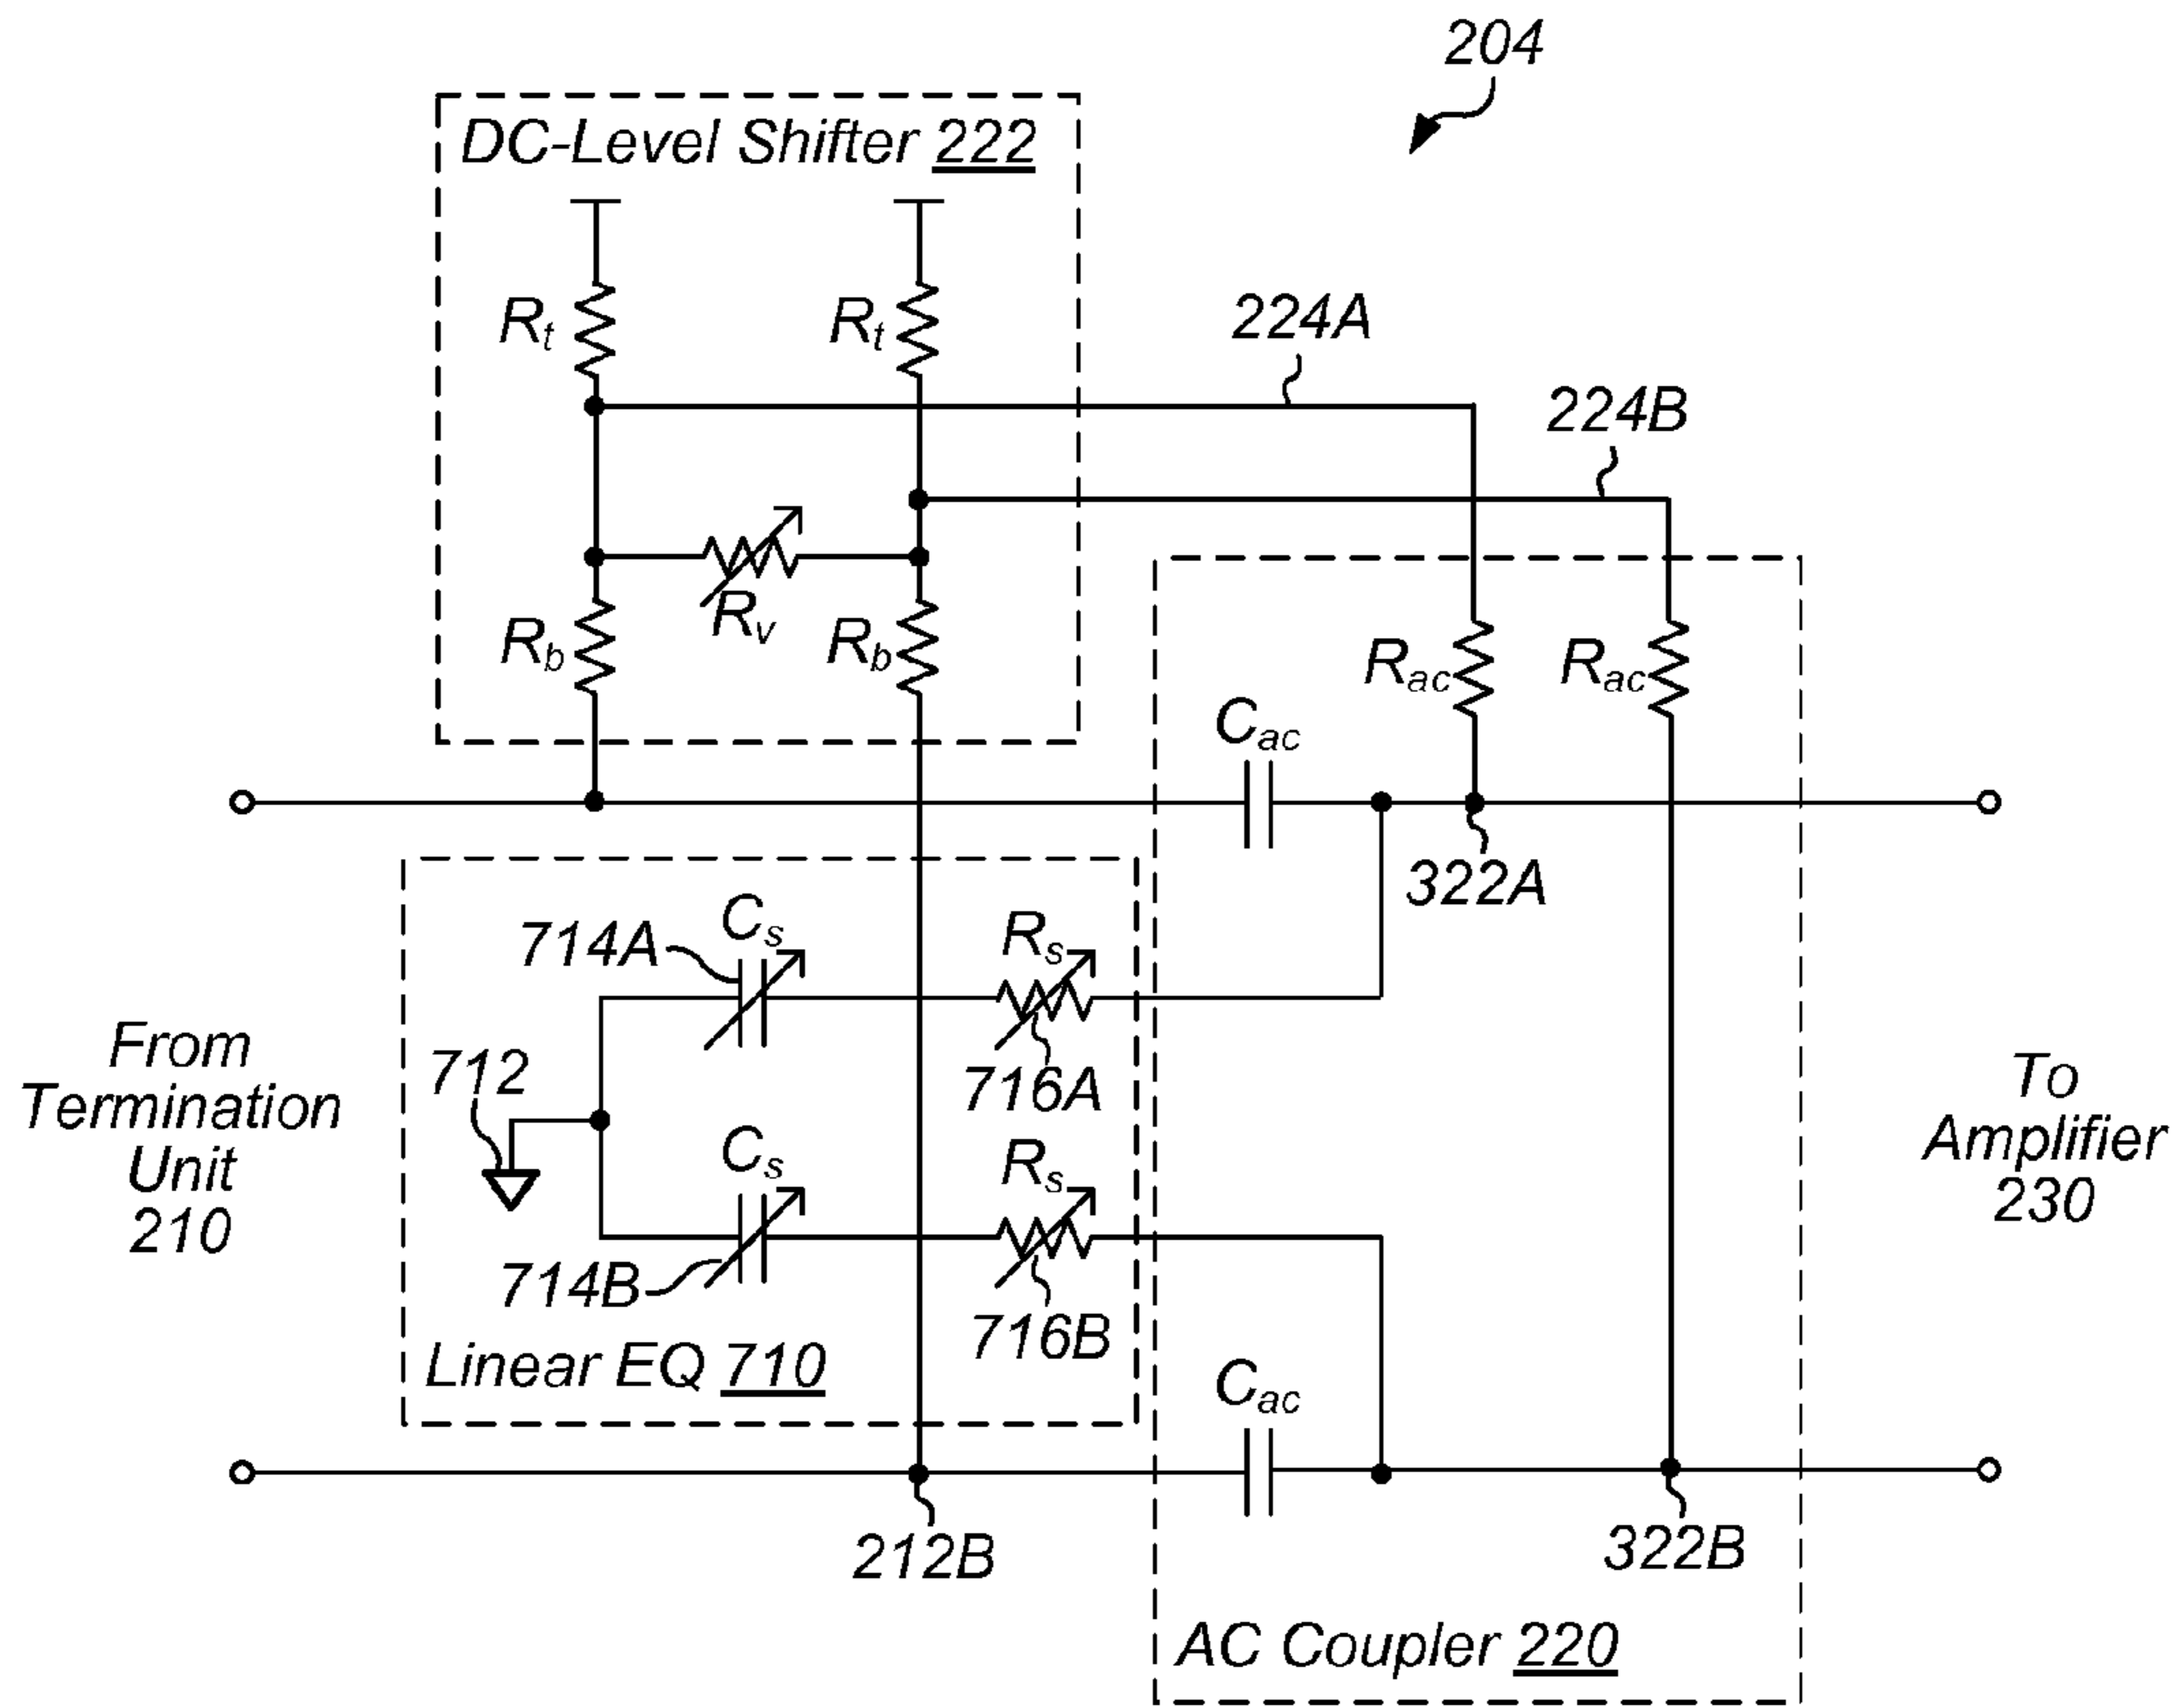 204
DC-Level Shifter 222
Rt
Rt
224A
224B
Rv
Rb
Rb
Rac
Rac
Cac
322A
Cs
Rs
714A
716A
712
From
Termination
Unit
210
To
Amplifier
230
Cs
Rs
714B
716B
Linear EQ 710
Cac
212B
322B
AC Coupler 220